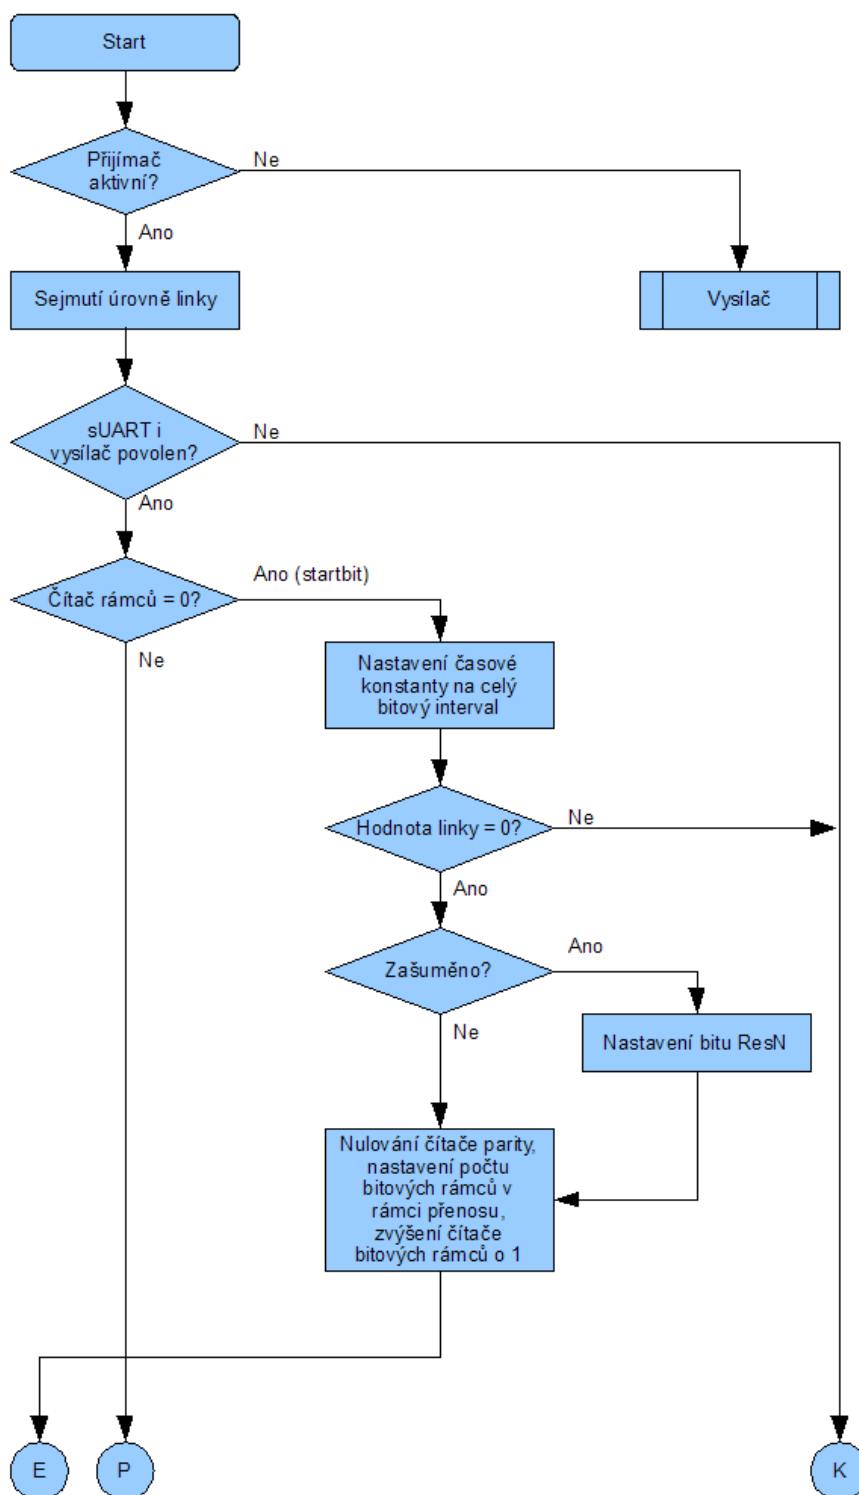 Start
Přijímač
aktivní?
Ne
Ano
Sejmutí úrovně linky
Vysílač
sUART i
vysílač povolen?
Ne
Ano
Čítač rámců = 0?
Ano (startbit)
Ne
Nastavení časové
konstanty na celý
bitový interval
Hodnota linky = 0?
Ne
Ano
Zašuměno?
Ano
Ne
Nastavení bitu ResN
Nulování čítače parity,
nastavení počtu
bitových rámců v
rámci přenosu,
zvýšení čítače
bitových rámců o 1
E
P
K